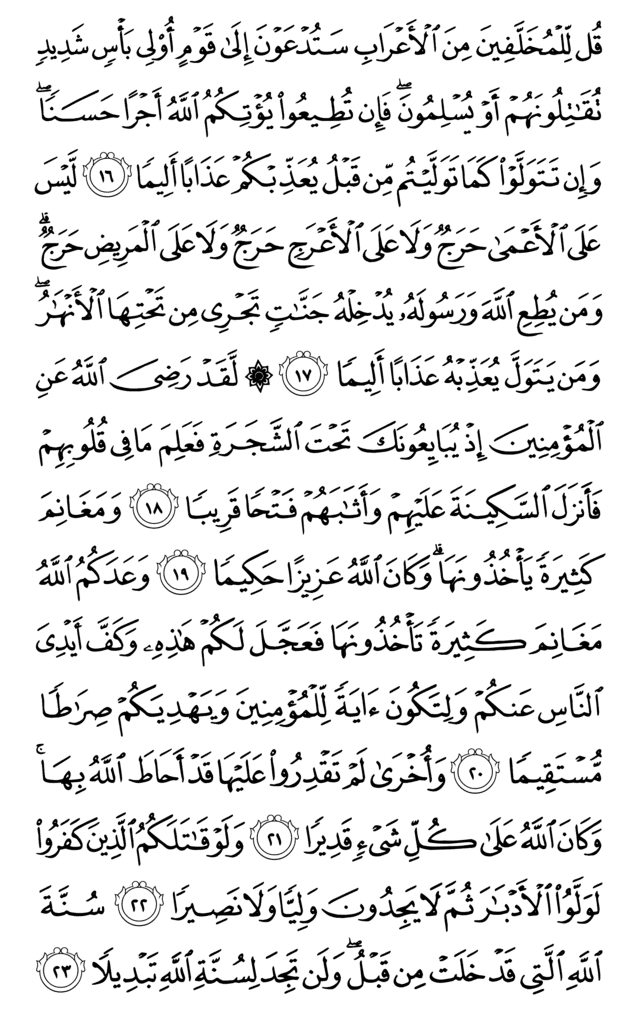 قُل لِّلْمُخَلَّفِينَ مِنَ ٱلْأَعْرَابِ سَتُدْعَوْنَ إِلَىٰ قَوْمٍ أُو۟لِى بَأْسٍ شَدِيدٍ
تُقَـٰتِلُونَهُمْ أَوْ يُسْلِمُونَ ۖ فَإِن تُطِيعُوا۟ يُؤْتِكُمُ ٱللَّهُ أَجْرًا حَسَنًا ۖ
وَإِن تَتَوَلَّوْا۟ كَمَا تَوَلَّيْتُم مِّن قَبْلُ يُعَذِّبْكُمْ عَذَابًا أَلِيمًا ١٦ لَّيْسَ
عَلَى ٱلْأَعْمَىٰ حَرَجٌ وَلَا عَلَى ٱلْأَعْرَجِ حَرَجٌ وَلَا عَلَى ٱلْمَرِيضِ حَرَجٌ ۗ
وَمَن يُطِعِ ٱللَّهَ وَرَسُولَهُۥ يُدْخِلْهُ جَنَّـٰتٍ تَجْرِى مِن تَحْتِهَا ٱلْأَنْهَـٰرُ ۖ
وَمَن يَتَوَلَّ يُعَذِّبْهُ عَذَابًا أَلِيمًا ١٧ ۞ لَّقَدْ رَضِىَ ٱللَّهُ عَنِ
ٱلْمُؤْمِنِينَ إِذْ يُبَايِعُونَكَ تَحْتَ ٱلشَّجَرَةِ فَعَلِمَ مَا فِى قُلُوبِهِمْ
فَأَنزَلَ ٱلسَّكِينَةَ عَلَيْهِمْ وَأَثَـٰبَهُمْ فَتْحًا قَرِيبًا ١٨ وَمَغَانِمَ
كَثِيرَةً يَأْخُذُونَهَا ۗ وَكَانَ ٱللَّهُ عَزِيزًا حَكِيمًا ١٩ وَعَدَكُمُ ٱللَّهُ
مَغَانِمَ كَثِيرَةً تَأْخُذُونَهَا فَعَجَّلَ لَكُمْ هَـٰذِهِۦ وَكَفَّ أَيْدِىَ
ٱلنَّاسِ عَنكُمْ وَلِتَكُونَ ءَايَةً لِّلْمُؤْمِنِينَ وَيَهْدِيَكُمْ صِرَٰطًا
مُّسْتَقِيمًا ٢٠ وَأُخْرَىٰ لَمْ تَقْدِرُوا۟ عَلَيْهَا قَدْ أَحَاطَ ٱللَّهُ بِهَا ۚ
وَكَانَ ٱللَّهُ عَلَىٰ كُلِّ شَىْءٍ قَدِيرًا ٢١ وَلَوْ قَـٰتَلَكُمُ ٱلَّذِينَ كَفَرُوا۟
لَوَلَّوُا۟ ٱلْأَدْبَـٰرَ ثُمَّ لَا يَجِدُونَ وَلِيًّا وَلَا نَصِيرًا ٢٢ سُنَّةَ
ٱللَّهِ ٱلَّتِى قَدْ خَلَتْ مِن قَبْلُ ۖ وَلَن تَجِدَ لِسُنَّةِ ٱللَّهِ تَبْدِيلًا ٢٣